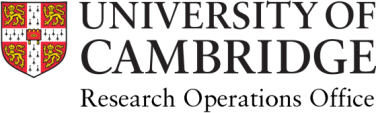 UNIVERSITY OF
CAMBRIDGE
Research Operations Office